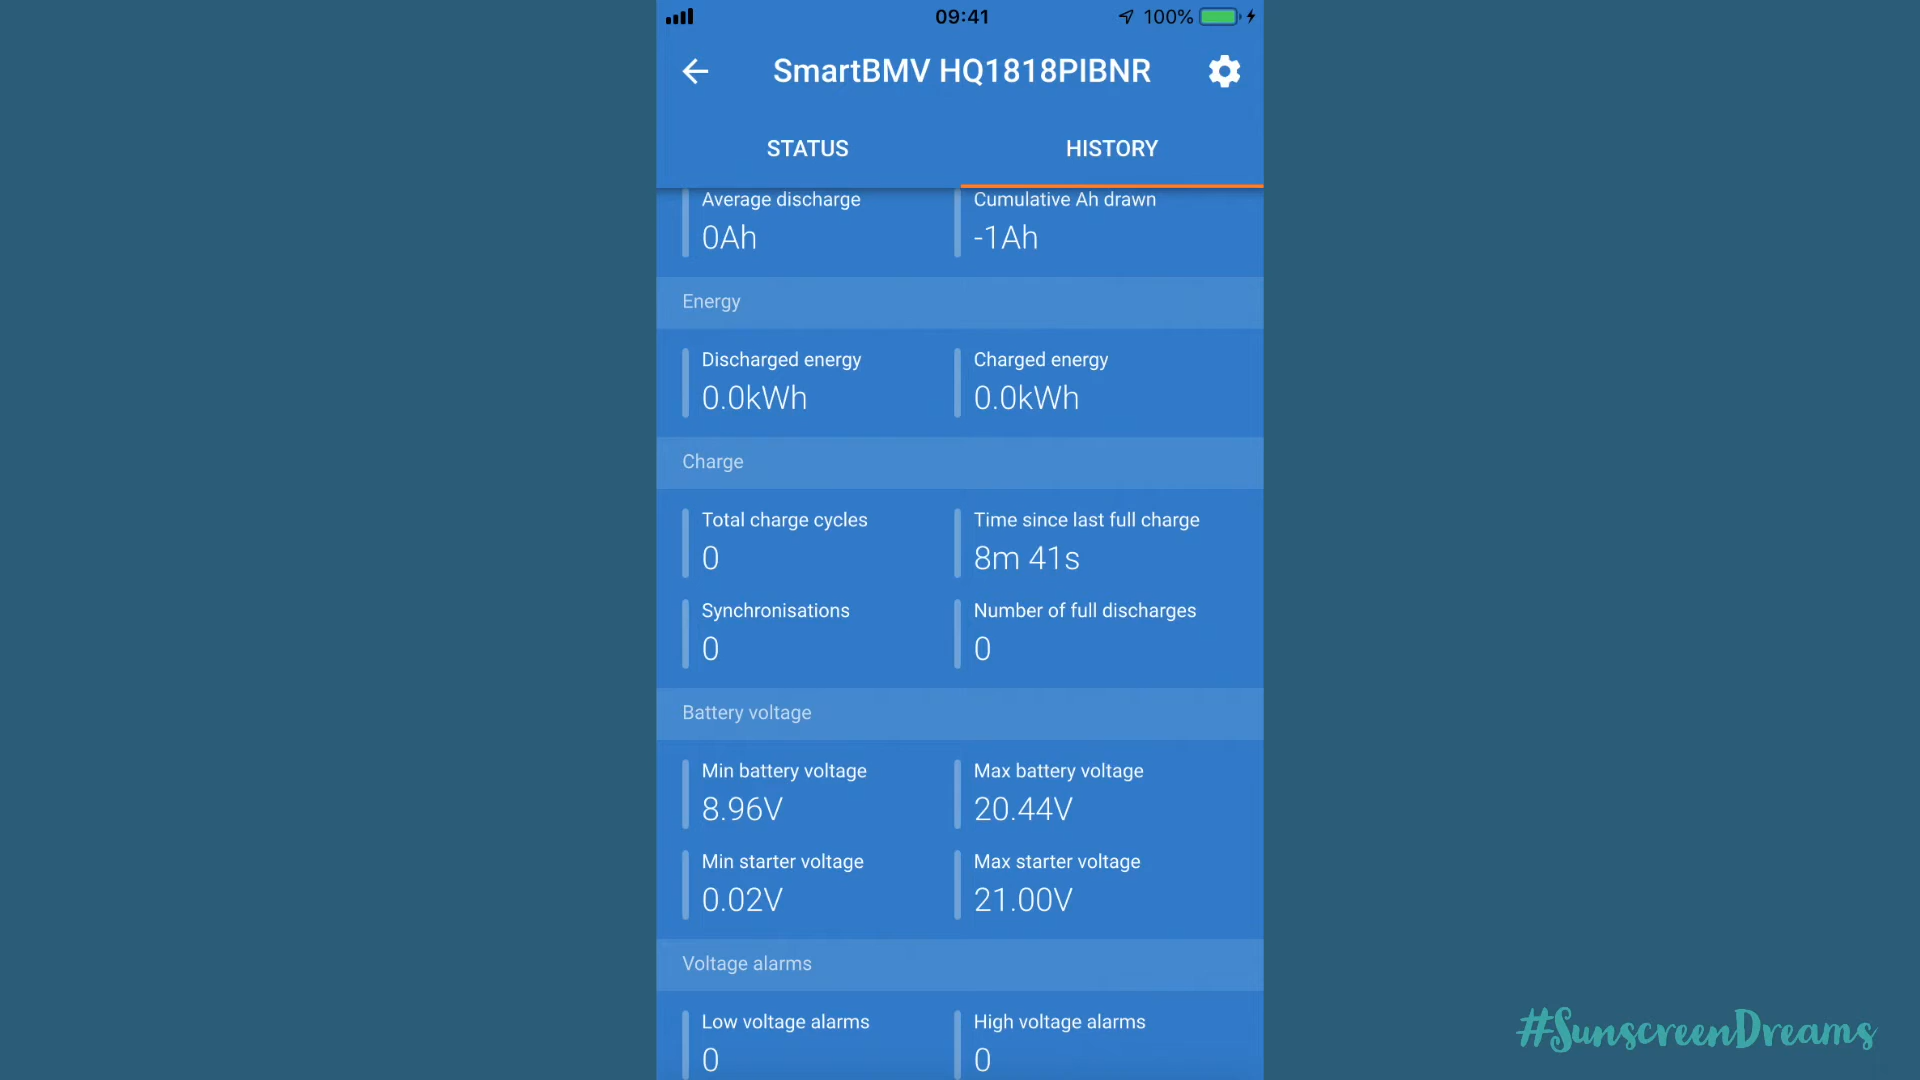 09:41
100%
SmartBMV HQ1818PIBNR
STATUS
HISTORY
Average discharge
0Ah
Cumulative Ah drawn
-1Ah
Energy
Discharged energy
0.0kWh
Charged energy
0.0kWh
Charge
Total charge cycles
0
Time since last full charge
8m 41s
Synchronisations
0
Number of full discharges
0
Battery voltage
Min battery voltage
8.96V
Max battery voltage
20.44V
Min starter voltage
0.02V
Max starter voltage
21.00V
Voltage alarms
Low voltage alarms
0
High voltage alarms
0
#SunscreenDreams